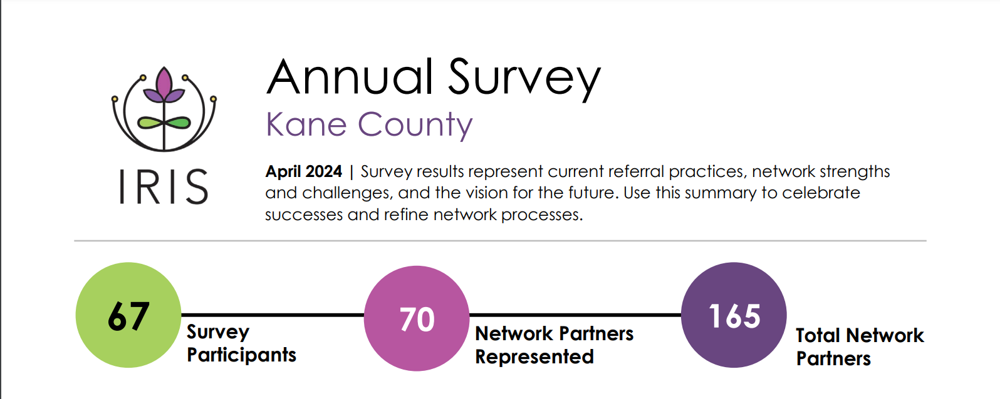 IRIS
Annual Survey
Kane County
April 2024 | Survey results represent current referral practices, network strengths
and challenges, and the vision for the future. Use this summary to celebrate
successes and refine network processes.
67
Survey
Participants
70
Network Partners
Represented
165
Total Network
Partners